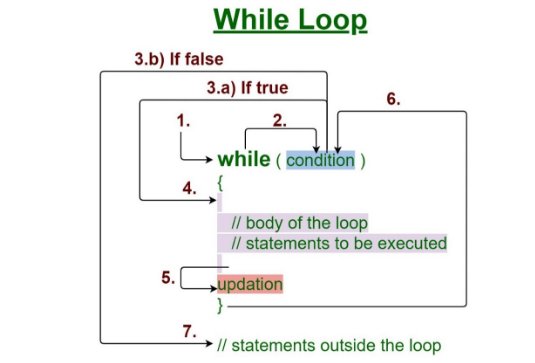 While Loop
3.b) If false
3.a) If true
6.
1.
2.
while ( condition )
4.
{
// body of the loop
// statements to be executed
5.
updation
}
7.
// statements outside the loop